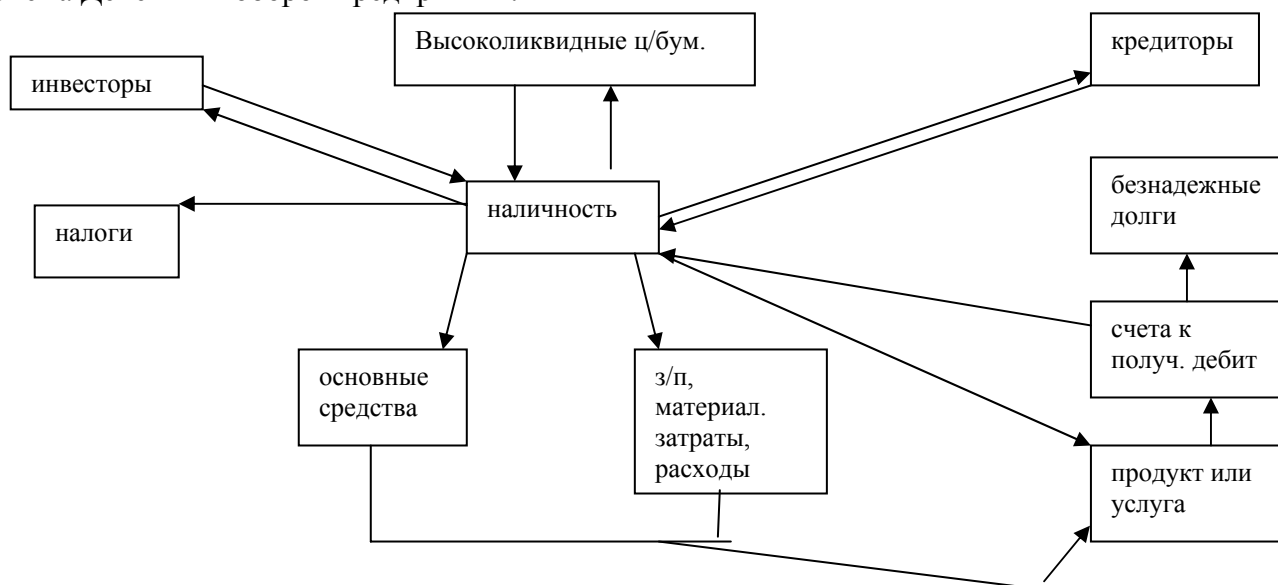 Высоколиквидные ц/бум.
кредиторы
инвесторы
безнадежные
долги
наличность
налоги
счета к
получ. дебит
основные
средства
з/п,
материал.
затраты,
расходы
продукт или
услуга